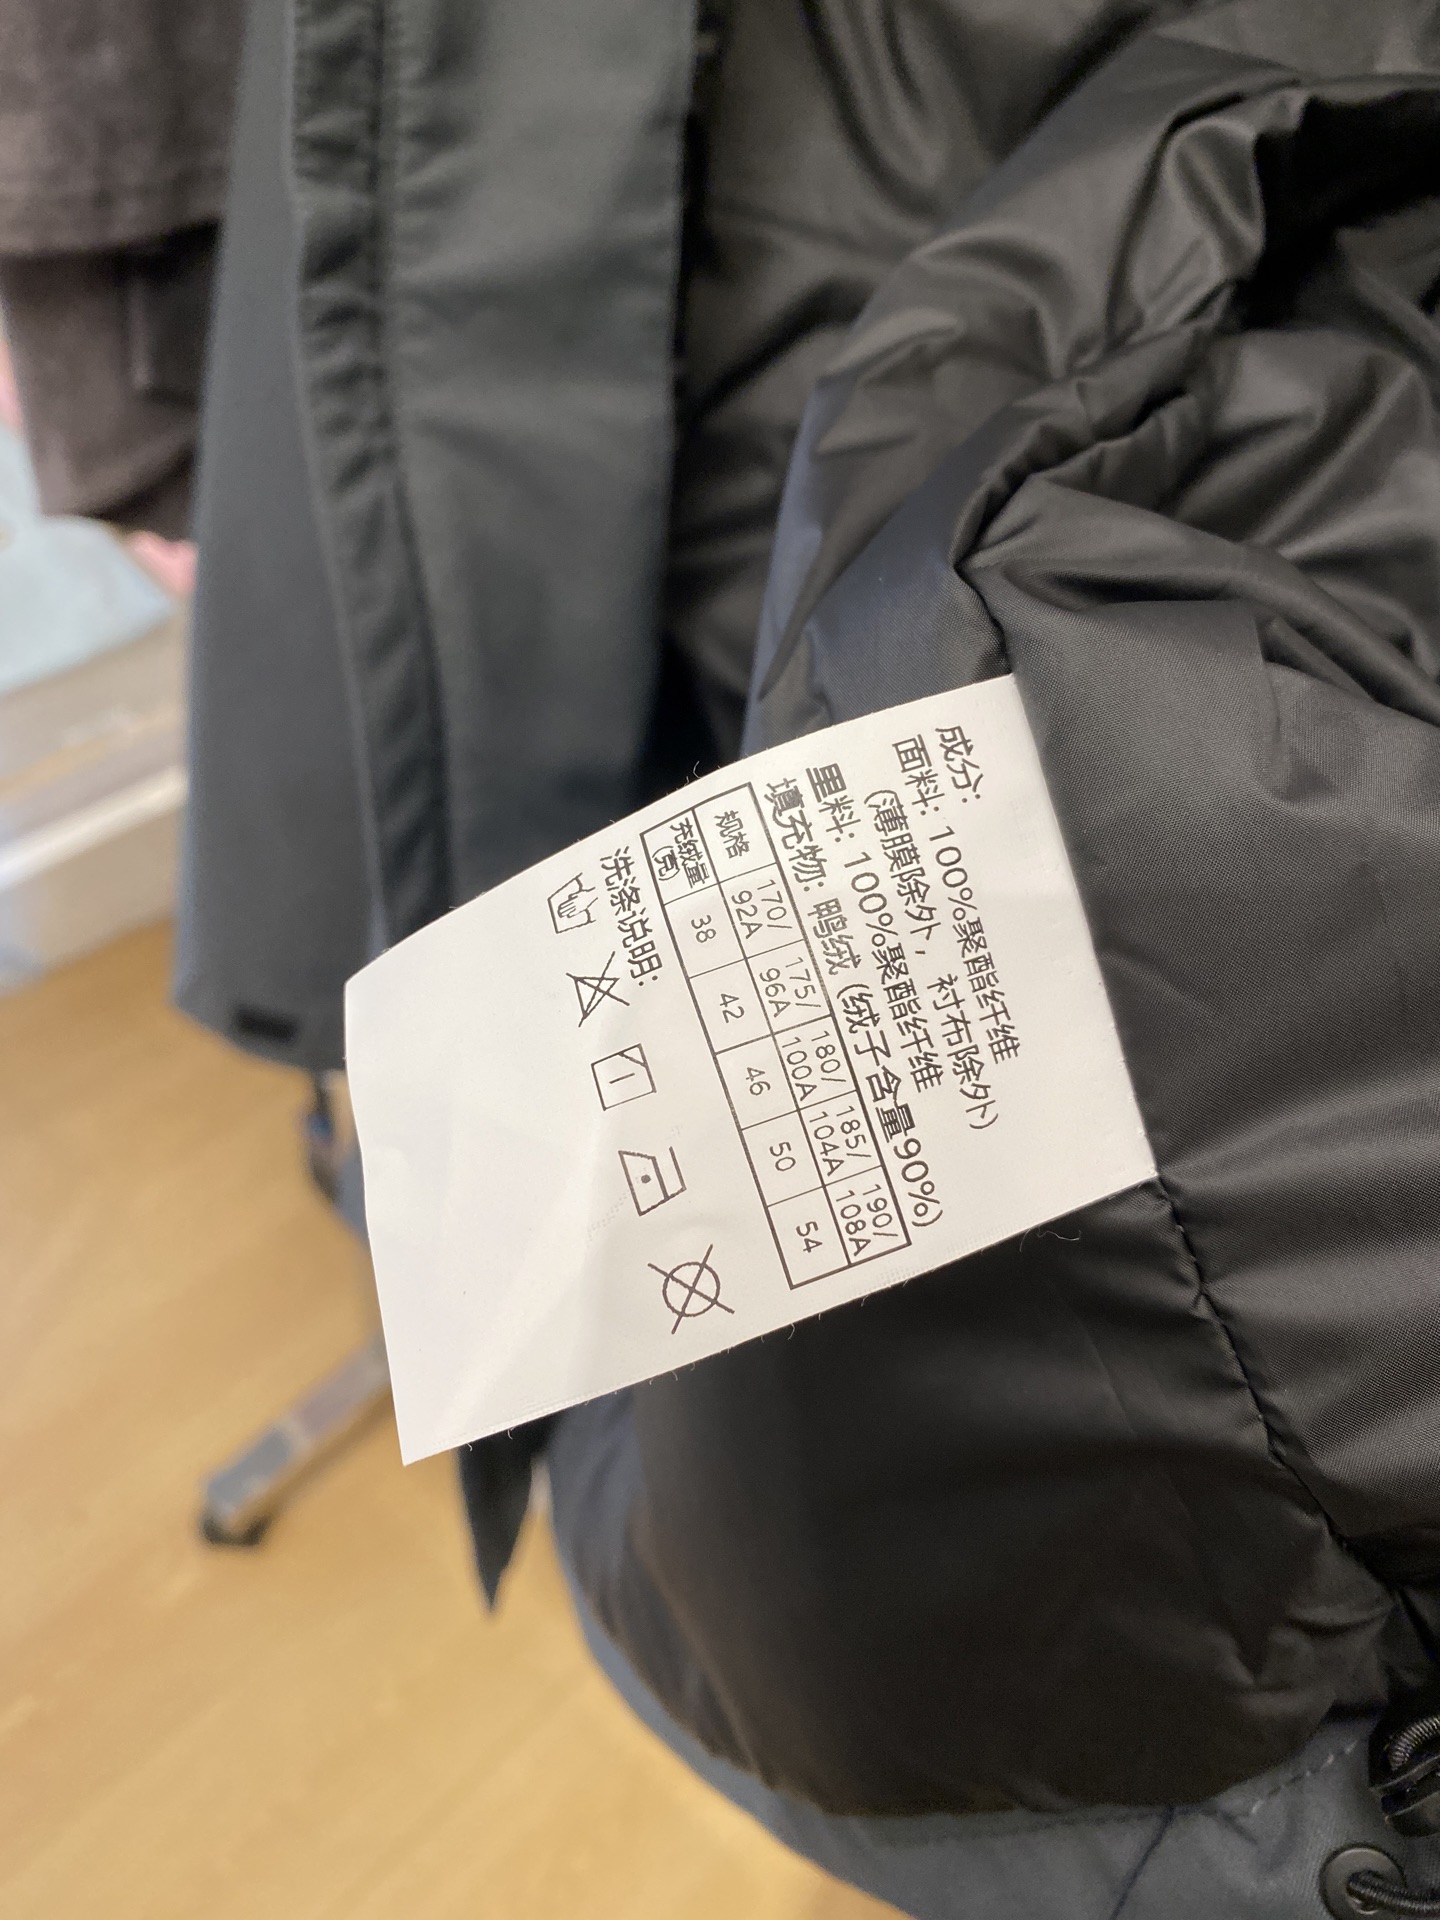 成分:
面料: 100%聚酯纤维
(薄膜除外, 衬布除外)
里料: 100%聚酯纤维
填充物: 鸭绒 (绒子含量90%)
规格 170/92A 175/96A 180/100A 185/104A 190/108A
充绒量(克) 38 42 46 50 54
洗涤说明: